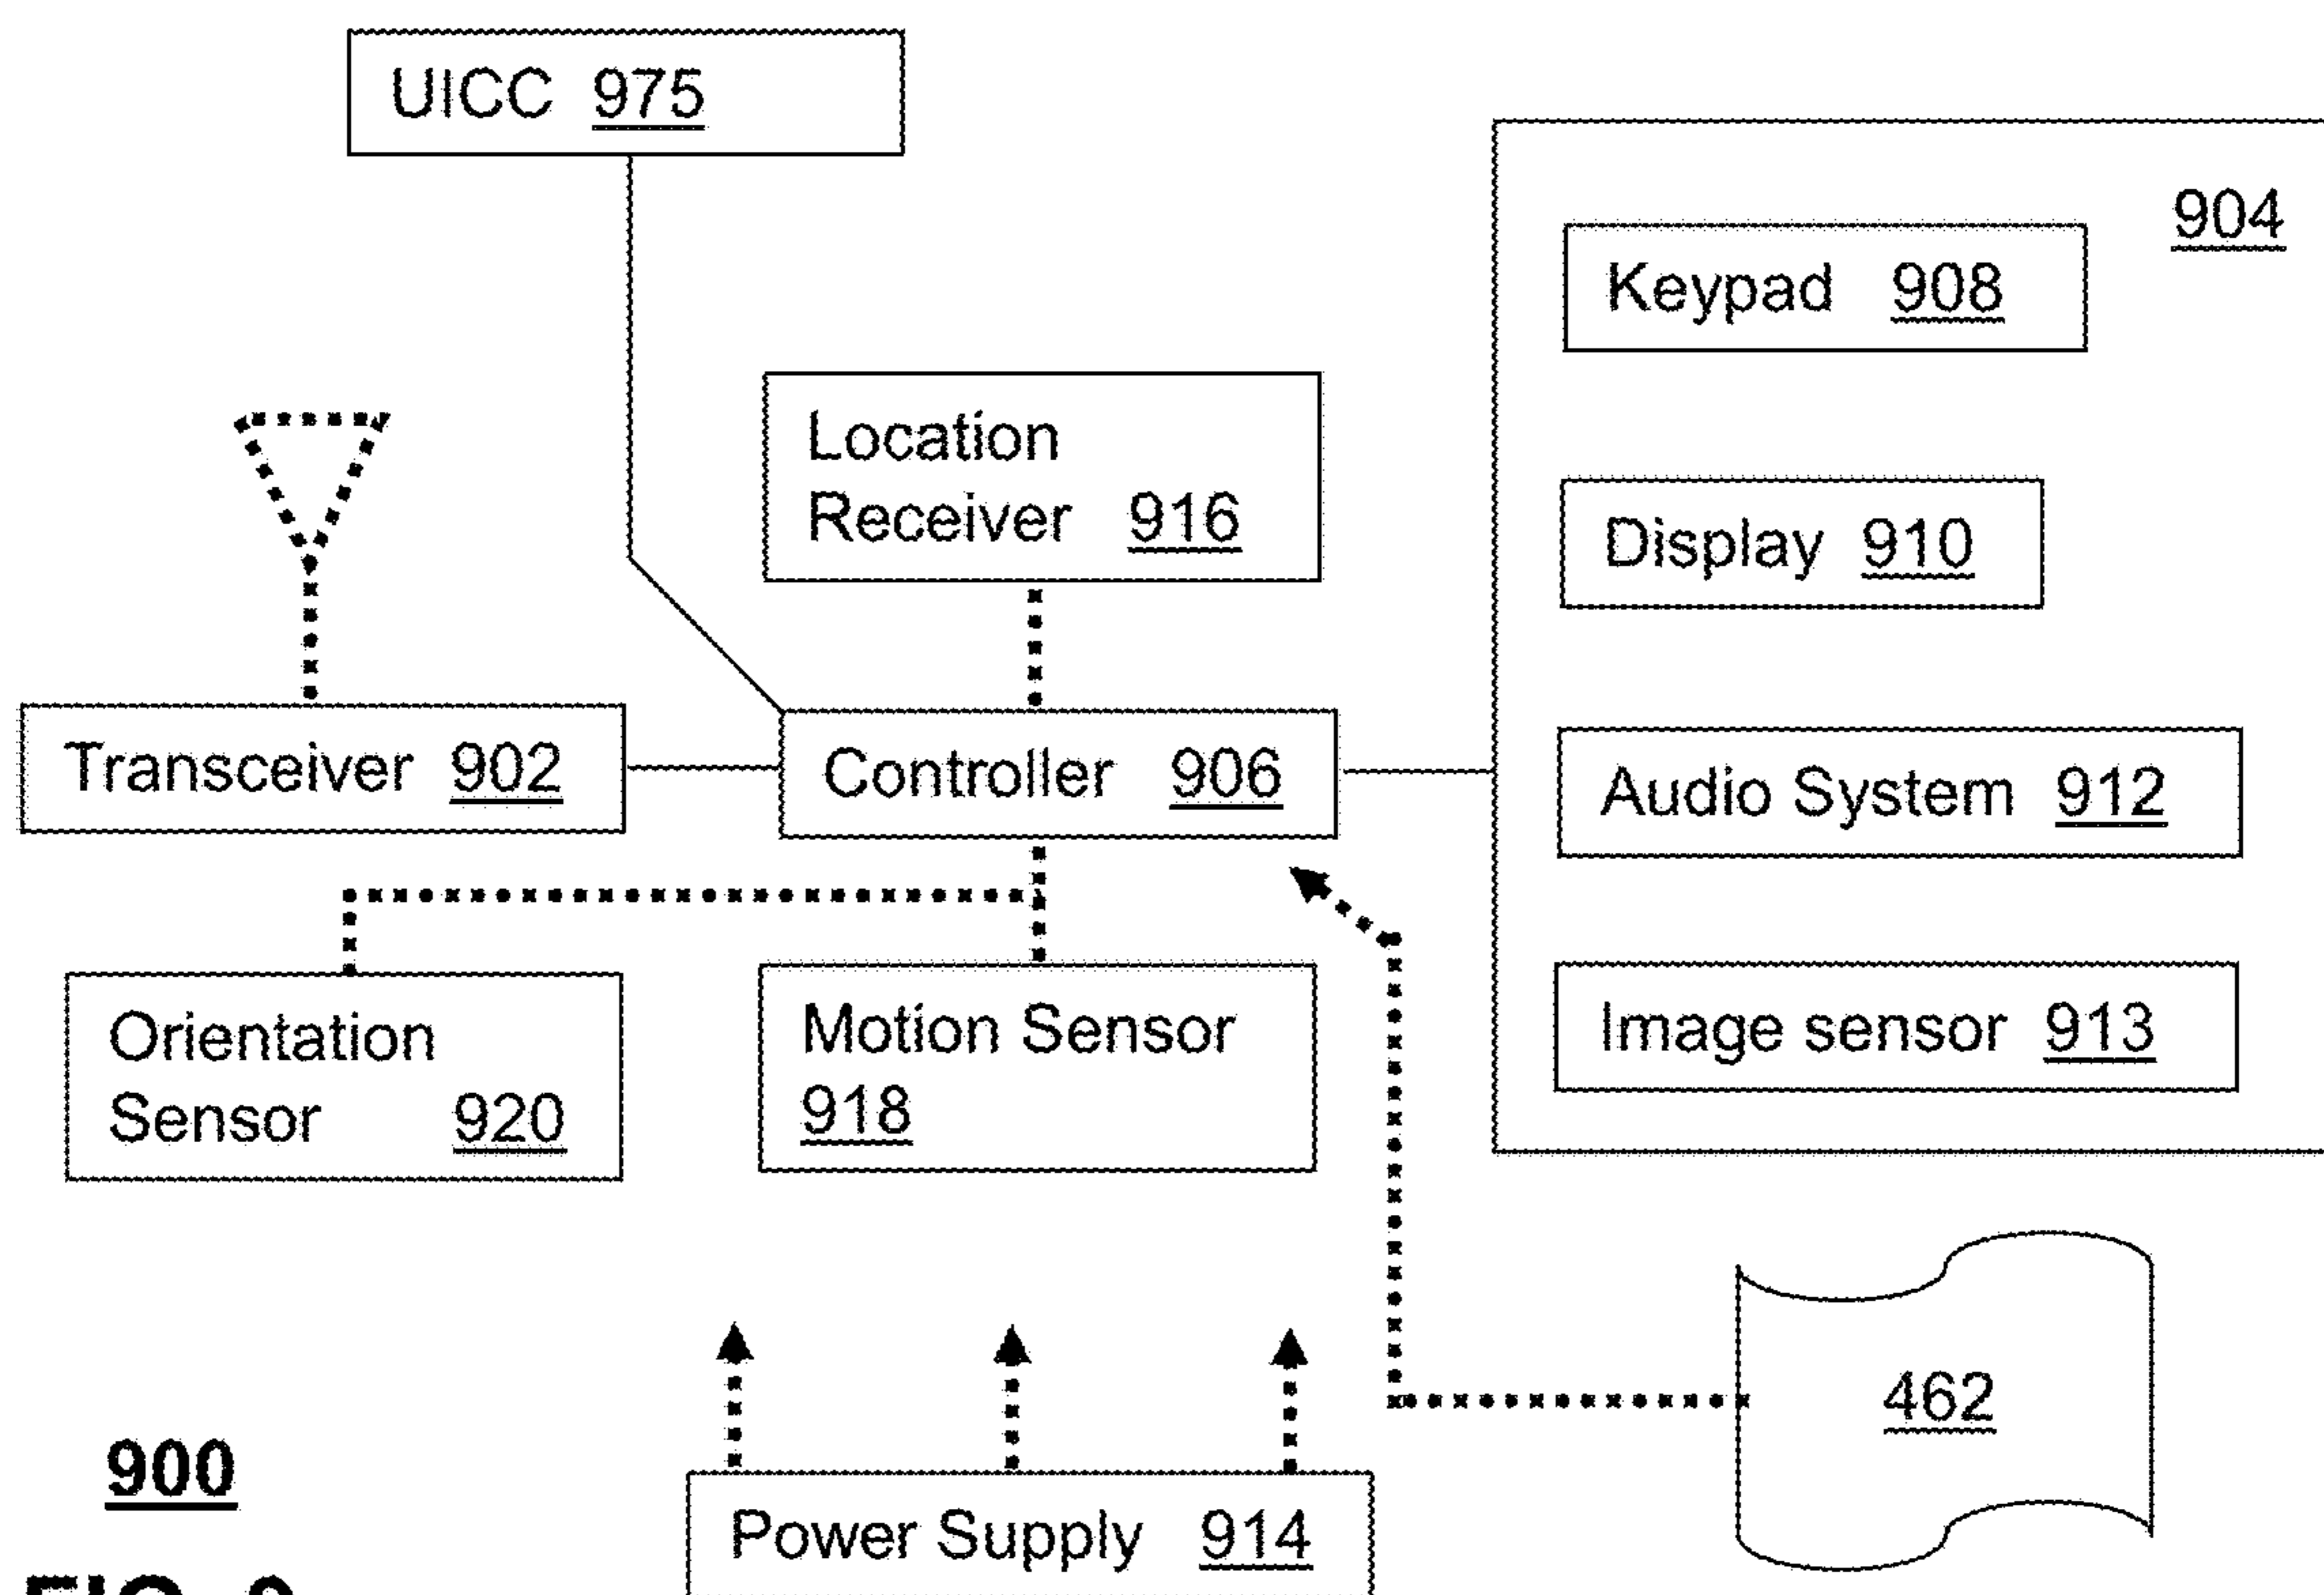 UICC 975
904
Keypad 908
Location
Receiver 916
Display 910
Transceiver 902
Controller 906
Audio System 912
Orientation
Sensor 920
Motion Sensor
918
Image sensor 913
462
900
Power Supply 914